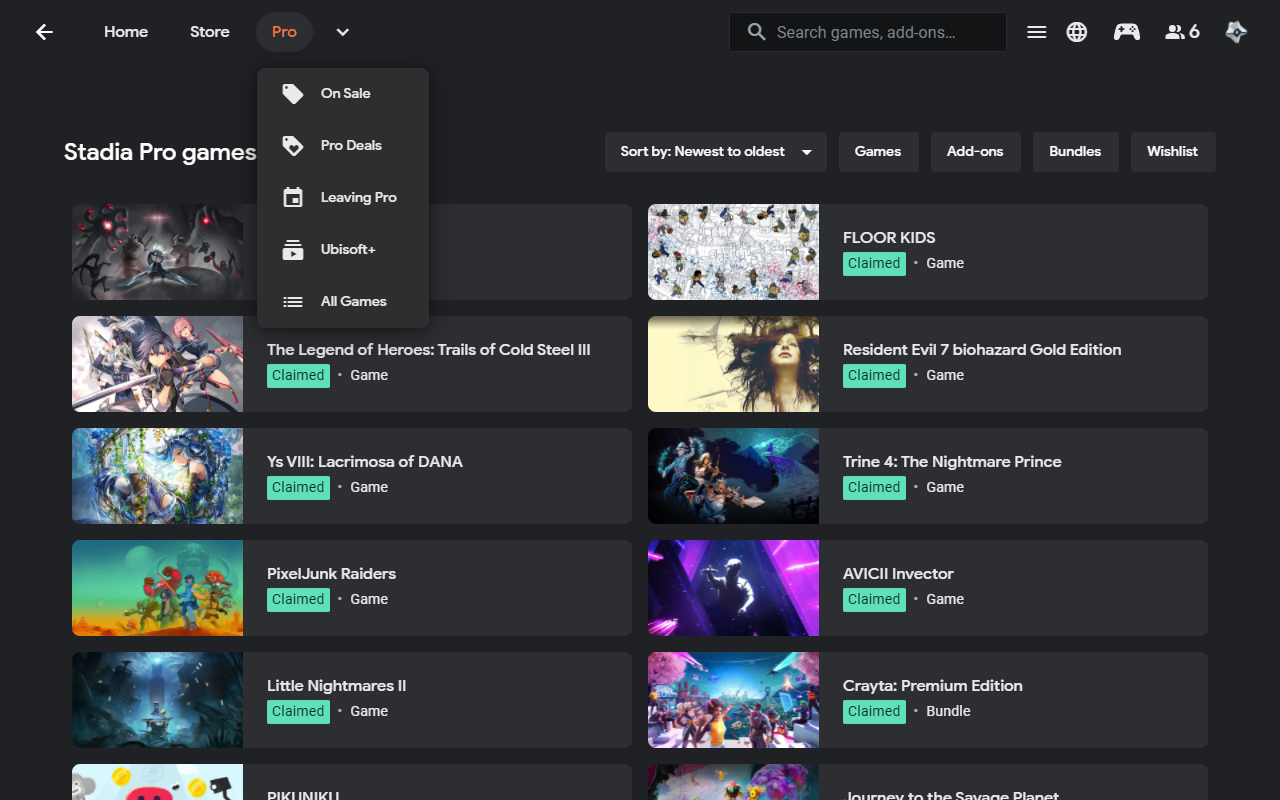 Home
Store
Pro
Search games, add-ons...
6
On Sale
Pro Deals
Leaving Pro
Ubisoft+
All Games
Stadia Pro games
Sort by: Newest to oldest
Games
Add-ons
Bundles
Wishlist
FLOOR KIDS
Claimed • Game
The Legend of Heroes: Trails of Cold Steel III
Claimed • Game
Resident Evil 7 biohazard Gold Edition
Claimed • Game
Ys VIII: Lacrimosa of DANA
Claimed • Game
Trine 4: The Nightmare Prince
Claimed • Game
PixelJunk Raiders
Claimed • Game
AVICII Invector
Claimed • Game
Little Nightmares II
Claimed • Game
Crayta: Premium Edition
Claimed • Bundle
PIKUNIKU
Journey to the Savage Planet